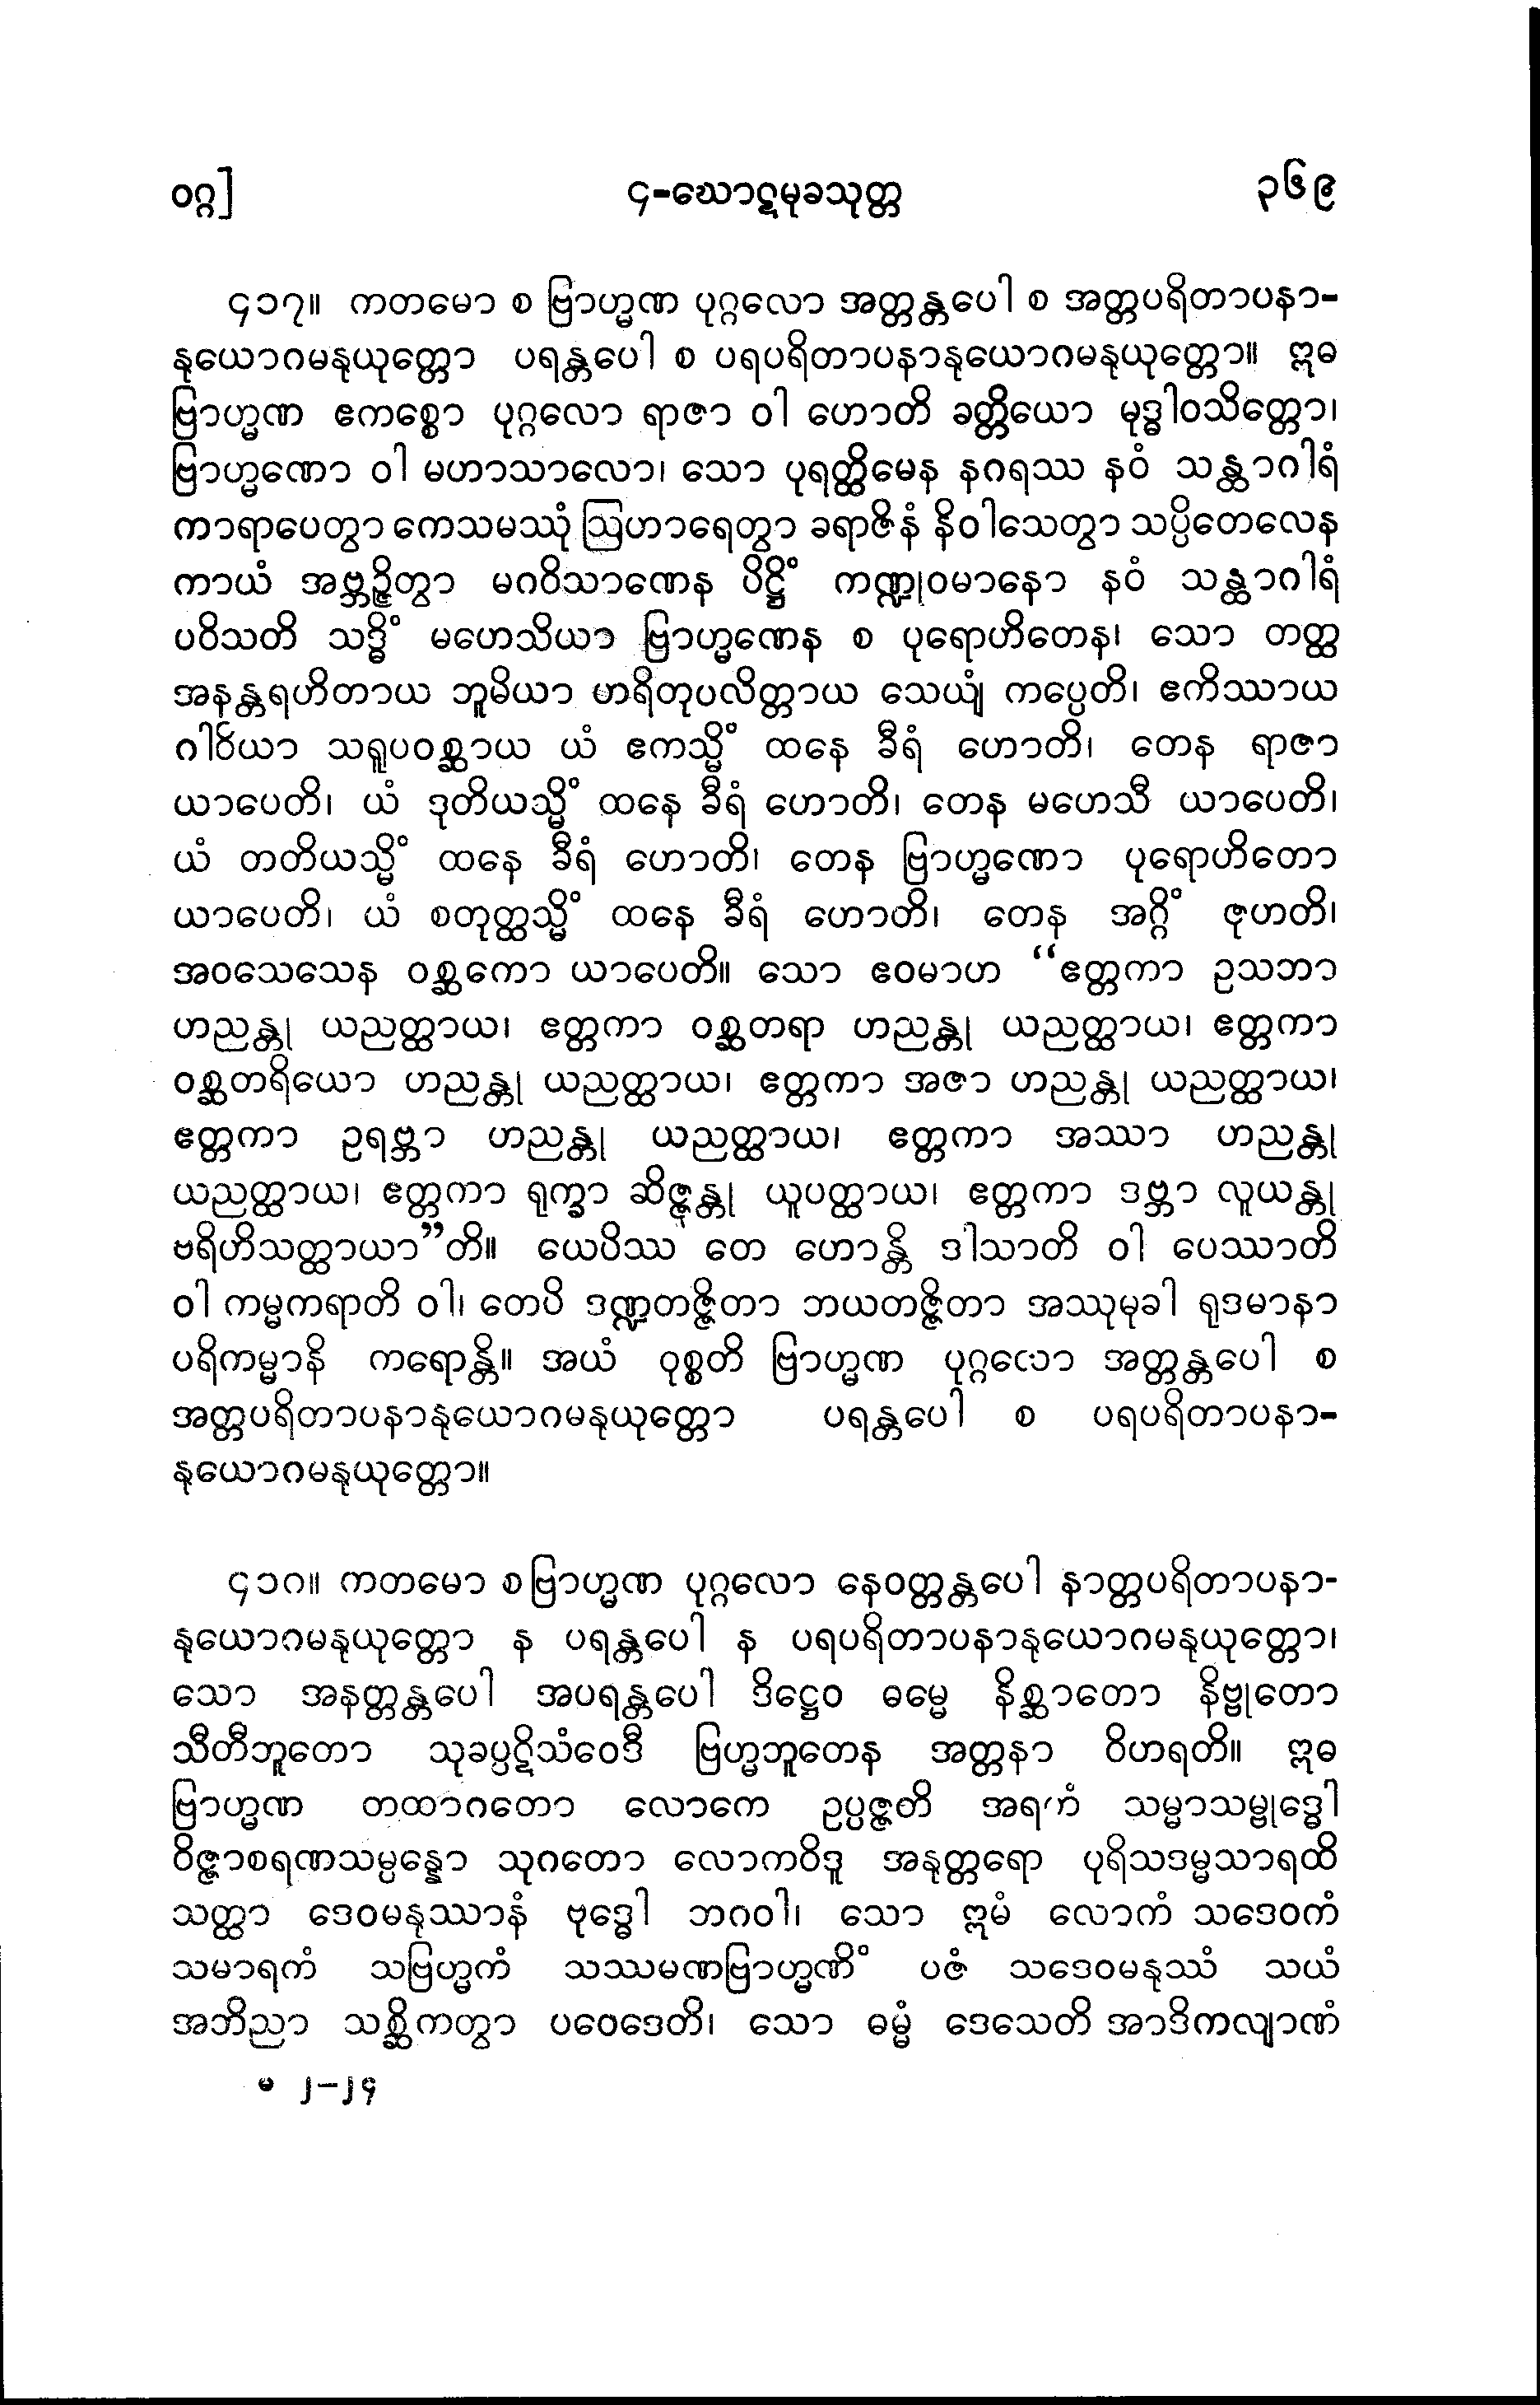 ဝဂ္ဂ] ၄-ဃောဋမုခသုတ္တ ၃၆၉
၄၁၇။ ကတမော စ ဗြာဟ္မဏ ပုဂ္ဂလော အတ္တန္တပေါ စ အတ္တပရိတာပနာ-
နုယောဂမနုယုတ္တော ပရန္တပေါ စ ပရပရိတာပနာနုယောဂမနုယုတ္တော။ ဣဓ
ဗြာဟ္မဏ ဧကစ္စော ပုဂ္ဂလော ရာဇာ ဝါ ဟောတိ ခတ္တိယော မုဒ္ဓါဝသိတ္တော၊
ဗြာဟ္မဏော ဝါ မဟာသာလော၊ သော ပုရတ္ထိမေန နဂရဿ နဝံ သန္ထာဂါရံ
ကာရာပေတွာ ကေသမဿုံ ဩဟာရေတွာ ခရာဇိနံ နိဝါသေတွာ သပ္ပိတေလေန
ကာယံ အဗ္ဘဉ္ဇိတွာ မဂဝိသာဏေန ပိဋ္ဌိံ ကဏ္ဍုဝမာနော နဝံ သန္ထာဂါရံ
ပဝိသတိ သဒ္ဓိံ မဟေသိယာ ဗြာဟ္မဏေန စ ပုရောဟိတေန၊ သော တတ္ထ
အနန္တရဟိတာယ ဘူမိယာ ဟရိတုပလိတ္တာယ သေယျံ ကပ္ပေတိ၊ ဧကိဿာယ
ဂါဝိယာ သရူပဝစ္ဆာယ ယံ ဧကသ္မိံ ထနေ ခီရံ ဟောတိ၊ တေန ရာဇာ
ယာပေတိ၊ ယံ ဒုတိယသ္မိံ ထနေ ခီရံ ဟောတိ၊ တေန မဟေသီ ယာပေတိ၊
ယံ တတိယသ္မိံ ထနေ ခီရံ ဟောတိ၊ တေန ဗြာဟ္မဏော ပုရောဟိတော
ယာပေတိ၊ ယံ စတုတ္ထသ္မိံ ထနေ ခီရံ ဟောတိ၊ တေန အဂ္ဂိံ ဇုဟတိ၊
အဝသေသေန ဝစ္ဆကော ယာပေတိ။ သော ဧဝမာဟ “ဧတ္တကာ ဥသဘာ
ဟညန္တု ယညတ္ထာယ၊ ဧတ္တကာ ဝစ္ဆတရာ ဟညန္တု ယညတ္ထာယ၊ ဧတ္တကာ
ဝစ္ဆတရိယော ဟညန္တု ယညတ္ထာယ၊ ဧတ္တကာ အဇာ ဟညန္တု ယညတ္ထာယ၊
ဧတ္တကာ ဥရဗ္ဘာ ဟညန္တု ယညတ္ထာယ၊ ဧတ္တကာ အဿာ ဟညန္တု
ယညတ္ထာယ၊ ဧတ္တကာ ရုက္ခာ ဆိဇ္ဇန္တု ယူပတ္ထာယ၊ ဧတ္တကာ ဒဗ္ဘာ လူယန္တု
ဗရိဟိသတ္ထာယာ”တိ။ ယေပိဿ တေ ဟောန္တိ ဒါသာတိ ဝါ ပေဿာတိ
ဝါ ကမ္မကရာတိ ဝါ၊ တေပိ ဒဏ္ဍတဇ္ဇိတာ ဘယတဇ္ဇိတာ အဿုမုခါ ရုဒမာနာ
ပရိကမ္မာနိ ကရောန္တိ။ အယံ ဝုစ္စတိ ဗြာဟ္မဏ ပုဂ္ဂလော အတ္တန္တပေါ စ
အတ္တပရိတာပနာနုယောဂမနုယုတ္တော ပရန္တပေါ စ ပရပရိတာပနာ-
နုယောဂမနုယုတ္တော။
၄၁ဂ။ ကတမော စ ဗြာဟ္မဏ ပုဂ္ဂလော နေဝတ္တန္တပေါ နာတ္တပရိတာပနာ-
နုယောဂမနုယုတ္တော န ပရန္တပေါ န ပရပရိတာပနာနုယောဂမနုယုတ္တော၊
သော အနတ္တန္တပေါ အပရန္တပေါ ဒိဋ္ဌေဝ ဓမ္မေ နိစ္ဆာတော နိဗ္ဗုတော
သီတီဘူတော သုခပ္ပဋိသံဝေဒီ ဗြဟ္မဘူတေန အတ္တနာ ဝိဟရတိ။ ဣဓ
ဗြာဟ္မဏ တထာဂတော လောကေ ဥပ္ပဇ္ဇတိ အရဟံ သမ္မာသမ္ဗုဒ္ဓေါ
ဝိဇ္ဇာစရဏသမ္ပန္နော သုဂတော လောကဝိဒူ အနုတ္တရော ပုရိသဒမ္မသာရထိ
သတ္ထာ ဒေဝမနုဿာနံ ဗုဒ္ဓေါ ဘဂဝါ၊ သော ဣမံ လောကံ သဒေဝကံ
သမာရကံ သဗြဟ္မကံ သဿမဏဗြာဟ္မဏိံ ပဇံ သဒေဝမနုဿံ သယံ
အဘိညာ သစ္ဆိကတွာ ပဝေဒေတိ၊ သော ဓမ္မံ ဒေသေတိ အာဒိကလျာဏံ
မ ၂–၂၄